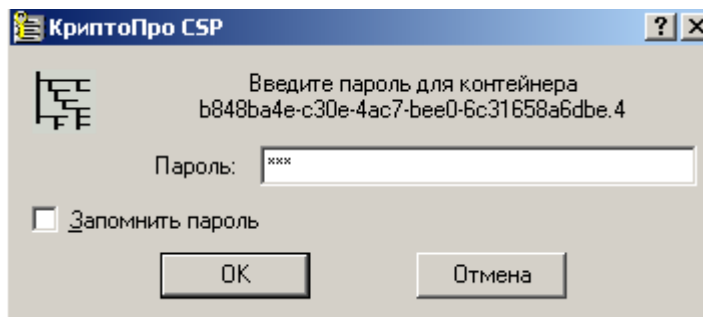 КриптоПро CSP
Введите пароль для контейнера
b848ba4e-c30e-4ac7-bee0-6c31658a6dbe.4
Пароль: ***
Запомнить пароль
OK Отмена